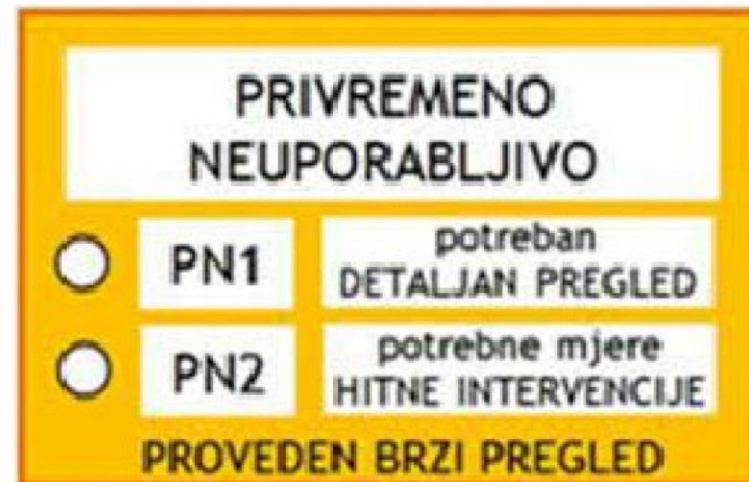 PRIVREMENO
NEUPORABLJIVO
PN1
potreban
DETALJAN PREGLED
PN2
potrebne mjere
HITNE INTERVENCIJE
PROVEDEN BRZI PREGLED